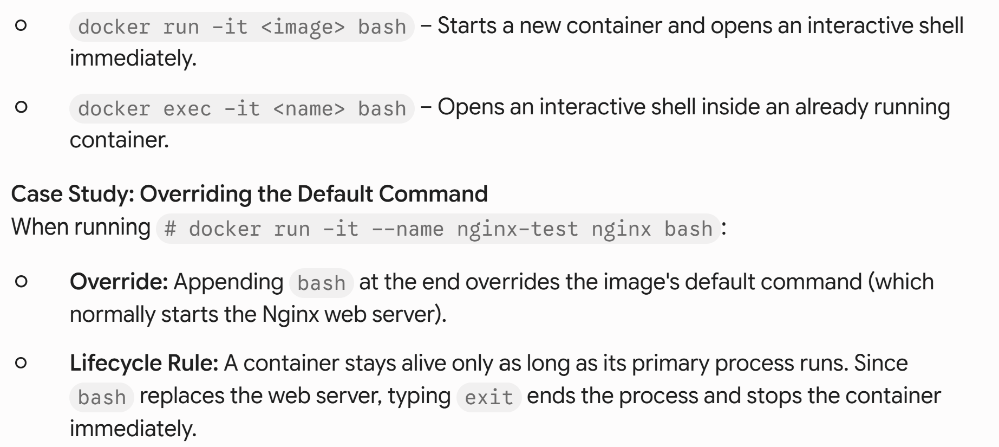 docker run -it <image> bash – Starts a new container and opens an interactive shell
immediately.
docker exec -it <name> bash – Opens an interactive shell inside an already running
container.
Case Study: Overriding the Default Command
When running # docker run -it --name nginx-test nginx bash:
Override: Appending bash at the end overrides the image's default command (which
normally starts the Nginx web server).
Lifecycle Rule: A container stays alive only as long as its primary process runs. Since
bash replaces the web server, typing exit ends the process and stops the container
immediately.